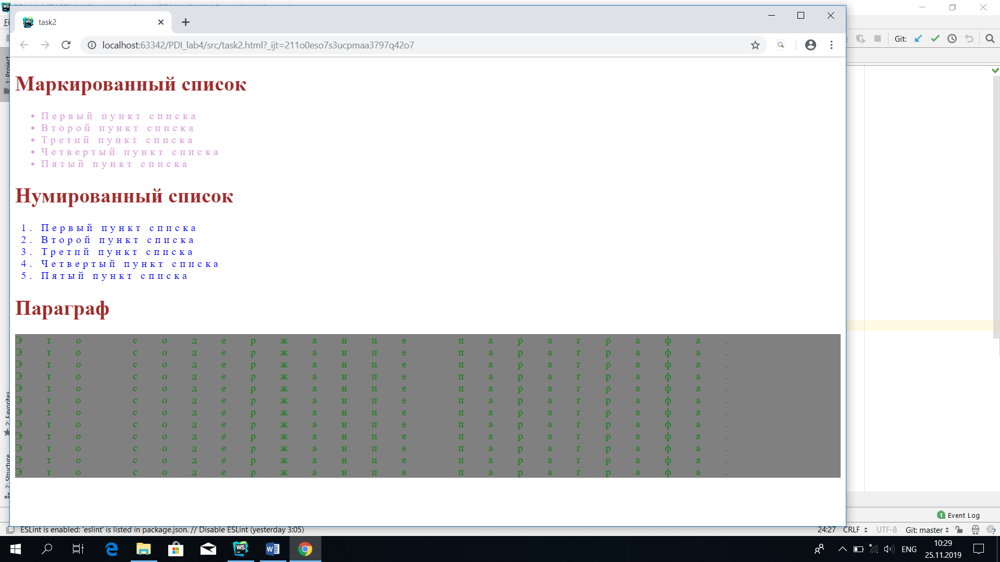 task2
Fi
Git:
localhost:63342/PDI_lab4/src/task2.html?_ijt=211o0eso7s3ucpmaa3797q42o7
1: Project
Маркированный список
• Первый пункт списка
• Второй пункт списка
• Третий пункт списка
• Четвертый пункт списка
• Пятый пункт списка
Нумированный список
1. Первый пункт списка
2. Второй пункт списка
3. Третий пункт списка
4. Четвертый пункт списка
5. Пятый пункт списка
Параграф
Это содержание параграфа.
Это содержание параграфа.
Это содержание параграфа.
Это содержание параграфа.
Это содержание параграфа.
Это содержание параграфа.
Это содержание параграфа.
Это содержание параграфа.
Это содержание параграфа.
Это содержание параграфа.
Это содержание параграфа.
Это содержание параграфа.
2: Favorites
7: Structure
1 Event Log
ESLint is enabled: 'eslint' is listed in package.json. // Disable ESLint (yesterday 3:05)
24:27 CRLF UTF-8 Git: master
ENG
10:29
25.11.2019